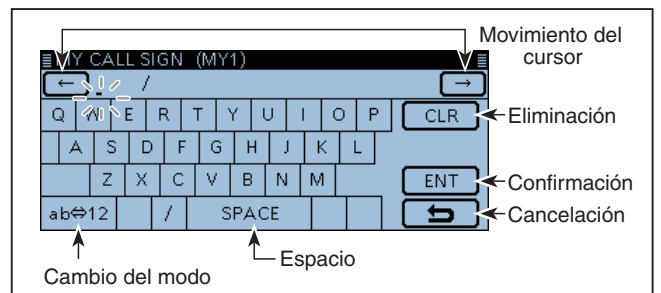 Movimiento del
cursor
MY CALL SIGN (MY1)
← /  →
Q W E R T Y U I O P CLR
Eliminación
A S D F G H J K L
Z X C V B N M ENT
Confirmación
ab⇔12 / SPACE
Cancelación
Espacio
Cambio del modo